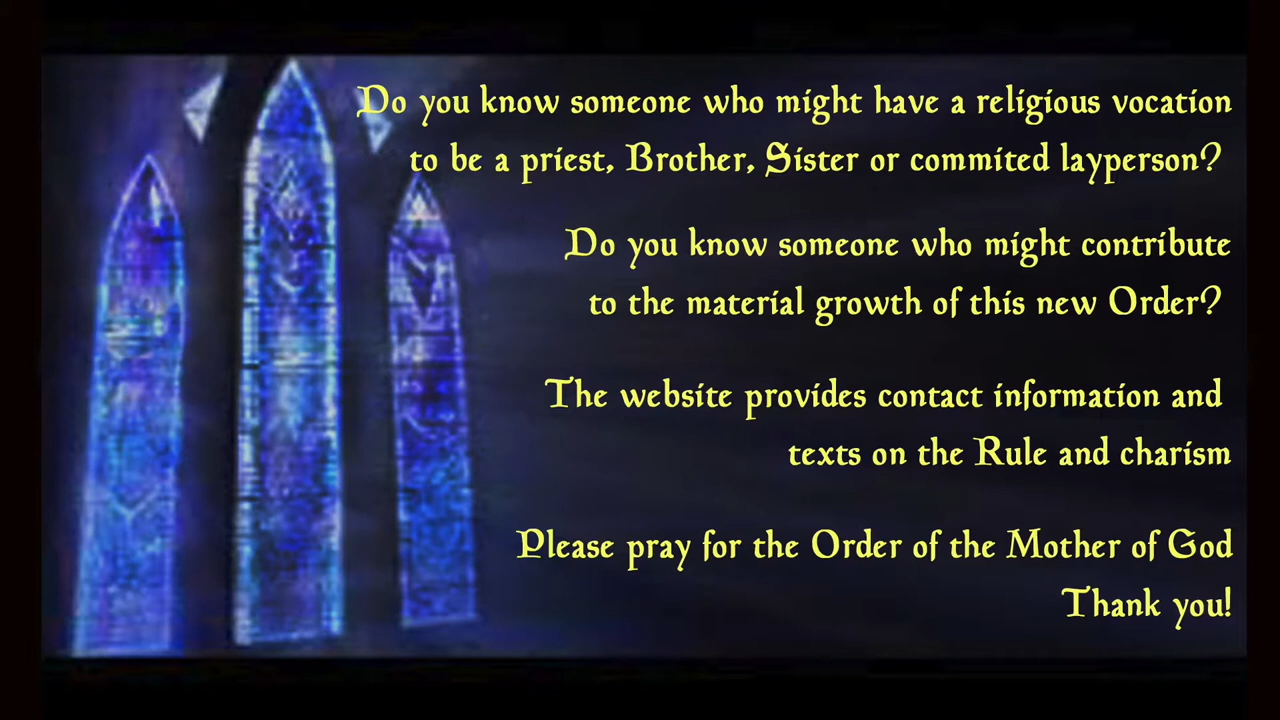 Do you know someone who might have a religious vocation
to be a priest, Brother, Sister or commited layperson?
Do you know someone who might contribute
to the material growth of this new Order?
The website provides contact information and
texts on the Rule and charism
Please pray for the Order of the Mother of God
Thank you!